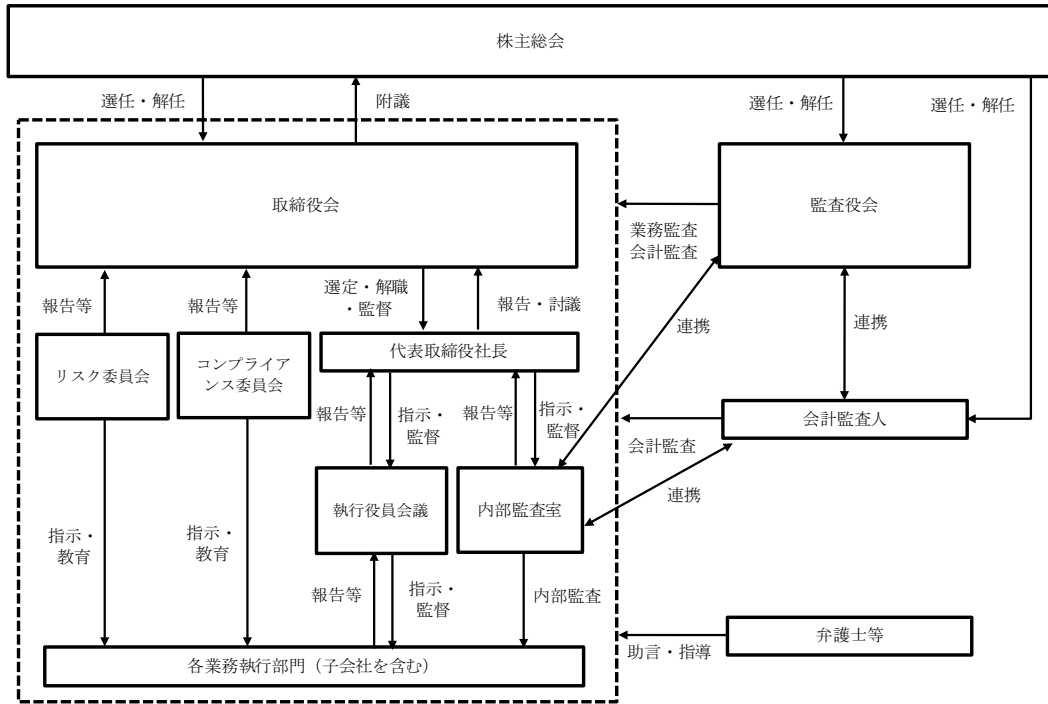 株主総会
選任・解任
附議
選任・解任
選任・解任
取締役会
監査役会
業務監査
会計監査
報告等
報告等
選定・解職
・監督
報告・討議
連携
連携
リスク委員会
コンプライア
ンス委員会
代表取締役社長
報告等
指示・
監督
報告等
指示・
監督
会計監査人
会計監査
連携
執行役員会議
内部監査室
指示・
教育
指示・
教育
報告等
指示・
監督
内部監査
弁護士等
助言・指導
各業務執行部門（子会社を含む）